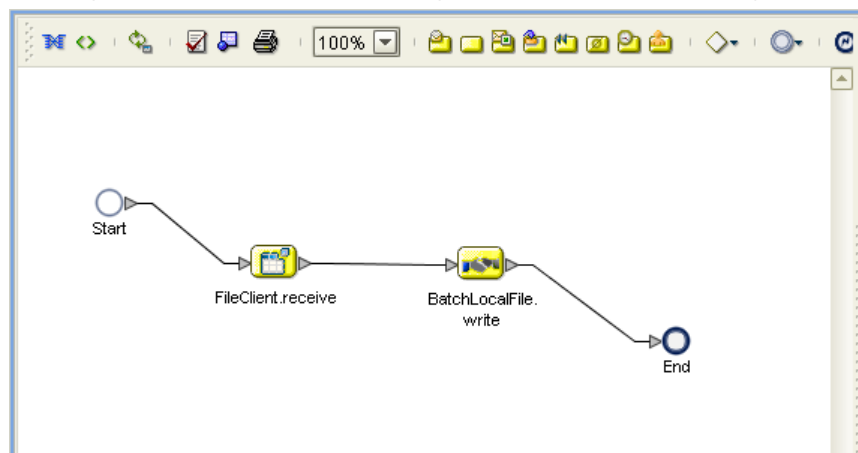 100%
Start
FileClient.receive
BatchLocalFile.
write
End